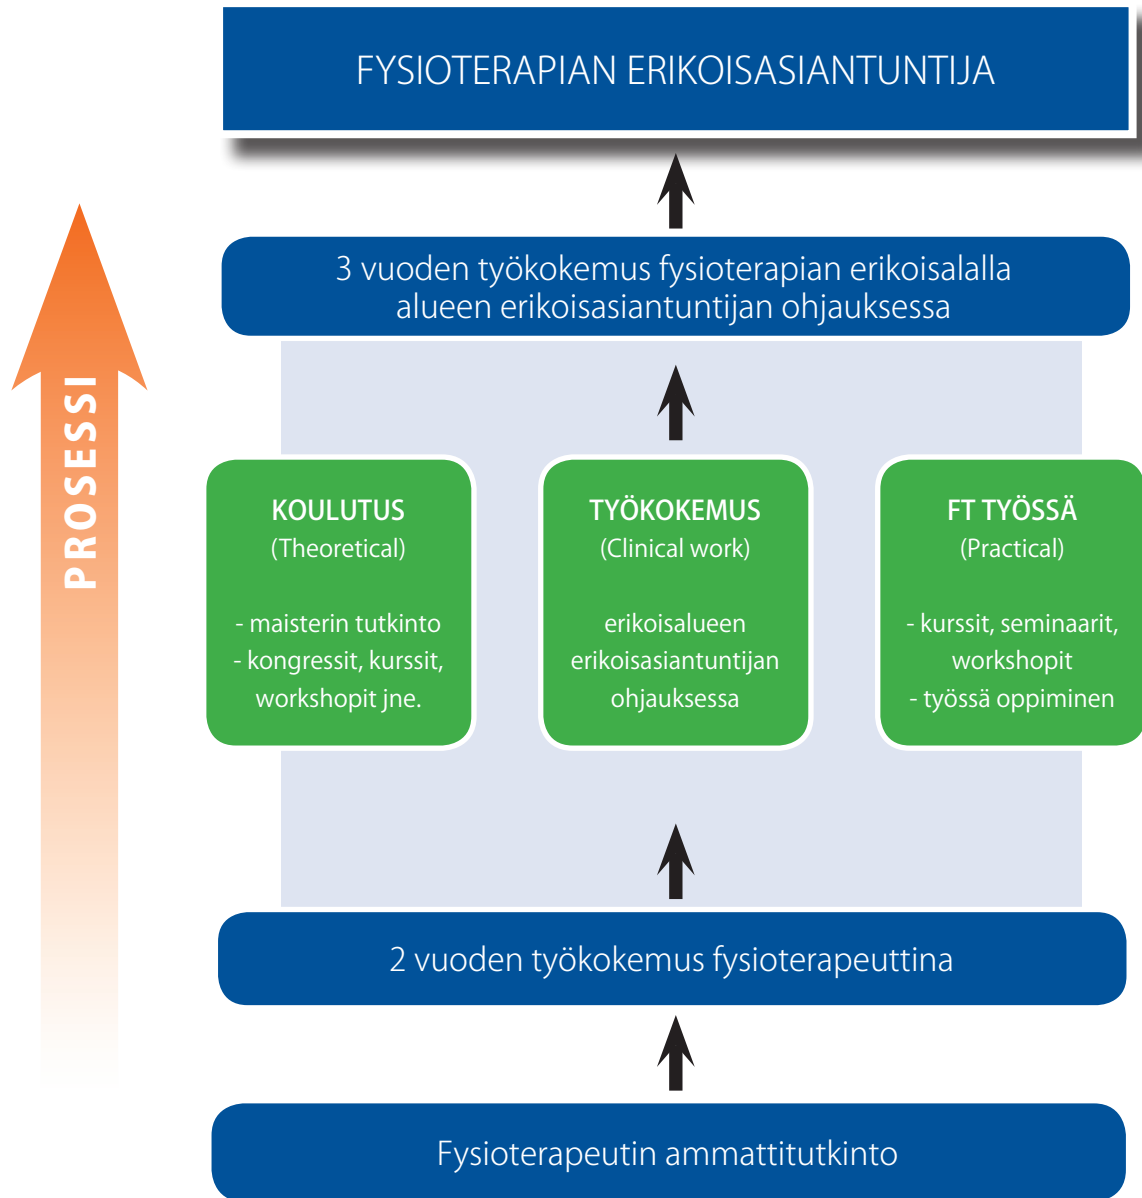 FYSIOTERAPIAN ERIKOISASIANTUNTIJA
3 vuoden työkokemus fysioterapian erikoisalalla
alueen erikoisasiantuntijan ohjauksessa
PROSESSI
KOULUTUS
(Theoretical)
- maisterin tutkinto
- kongressit, kurssit,
workshopit jne.
TYÖKOKEMUS
(Clinical work)
erikoisalueen
erikoisasiantuntijan
ohjauksessa
FT TYÖSSÄ
(Practical)
- kurssit, seminaarit,
workshopit
- työssä oppiminen
2 vuoden työkokemus fysioterapeuttina
Fysioterapeutin ammattitutkinto